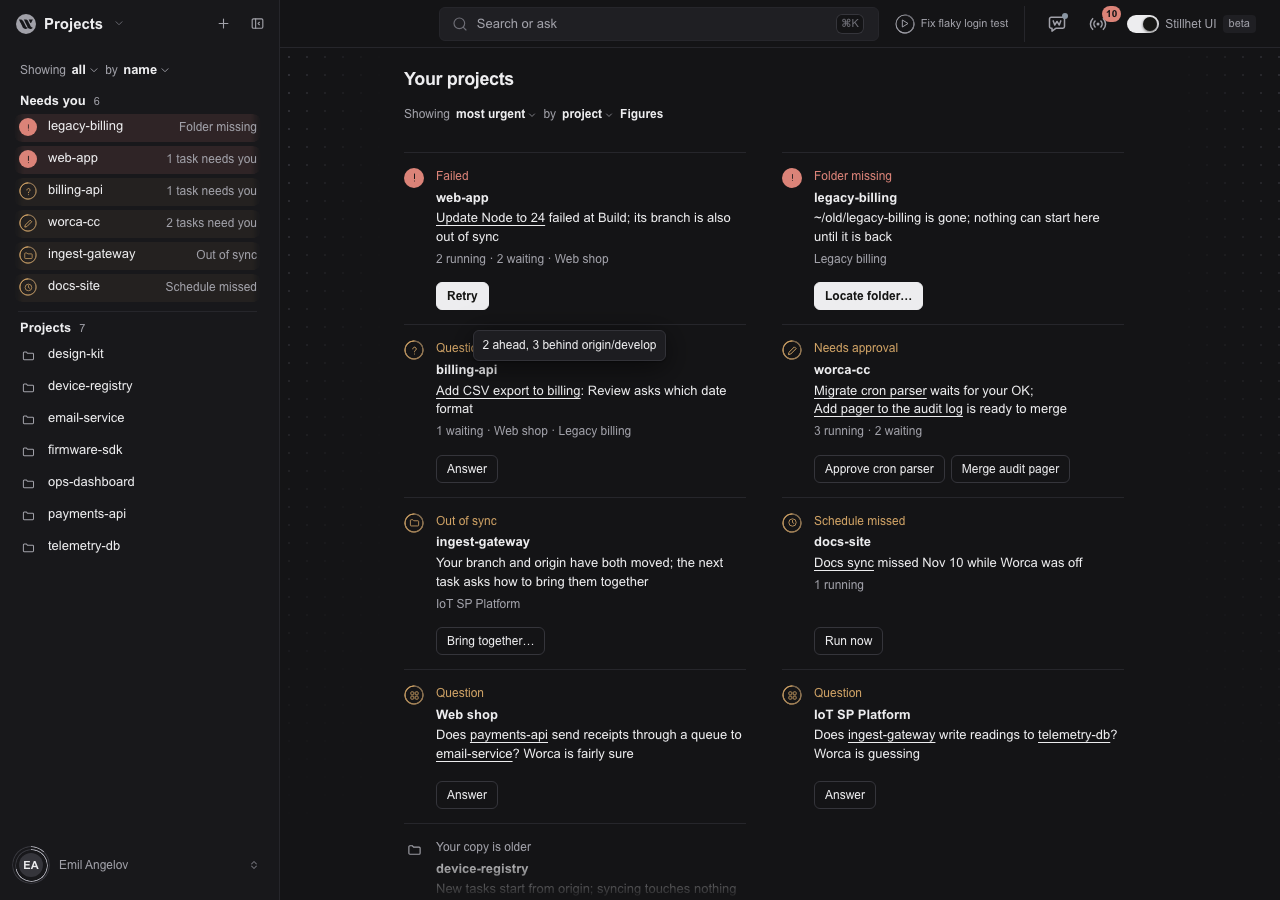 Projects
Search or ask
⌘K
Fix flaky login test
10
Stillhet UI
beta
Showing all by name
Needs you 6
legacy-billing Folder missing
web-app 1 task needs you
billing-api 1 task needs you
worca-cc 2 tasks need you
ingest-gateway Out of sync
docs-site Schedule missed
Projects 7
design-kit
device-registry
email-service
firmware-sdk
ops-dashboard
payments-api
telemetry-db
EA
Emil Angelov
Your projects
Showing most urgent by project Figures
Failed
web-app
Update Node to 24 failed at Build; its branch is also
out of sync
2 running · 2 waiting · Web shop
Retry
Folder missing
legacy-billing
~/old/legacy-billing is gone; nothing can start here
until it is back
Legacy billing
Locate folder…
2 ahead, 3 behind origin/develop
billing-api
Add CSV export to billing: Review asks which date
format
1 waiting · Web shop · Legacy billing
Answer
Needs approval
worca-cc
Migrate cron parser waits for your OK;
Add pager to the audit log is ready to merge
3 running · 2 waiting
Approve cron parser
Merge audit pager
Out of sync
ingest-gateway
Your branch and origin have both moved; the next
task asks how to bring them together
IoT SP Platform
Bring together…
Schedule missed
docs-site
Docs sync missed Nov 10 while Worca was off
1 running
Run now
Question
Web shop
Does payments-api send receipts through a queue to
email-service? Worca is fairly sure
Answer
Question
IoT SP Platform
Does ingest-gateway write readings to telemetry-db?
Worca is guessing
Answer
Your copy is older
device-registry
New tasks start from origin; syncing touches nothing